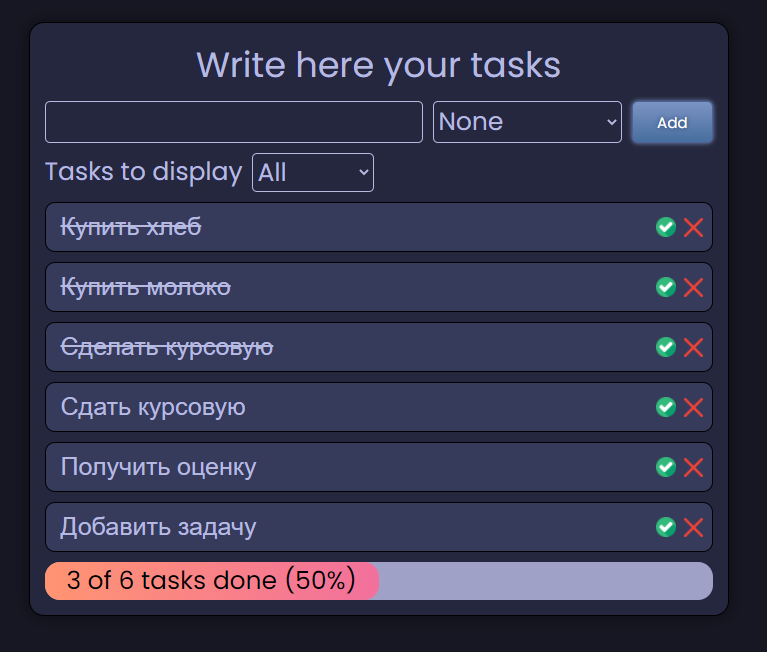 Write here your tasks
None Add
Tasks to display All
Купить хлеб
Купить молоко
Сделать курсовую
Сдать курсовую
Получить оценку
Добавить задачу
3 of 6 tasks done (50%)